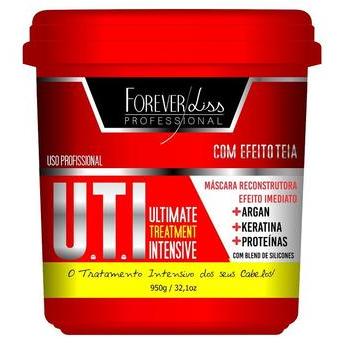 FOREVER Liss
PROFESSIONAL
USO PROFISSIONAL
COM EFEITO TEIA
MÁSCARA RECONSTRUTORA
EFEITO IMEDIATO
U.T.I
ULTIMATE
TREATMENT
INTENSIVE
+ARGAN
+KERATINA
+PROTEÍNAS
COM BLEND DE SILICONES
O Tratamento Intensivo dos seus Cabelos!
950g / 32,1oz